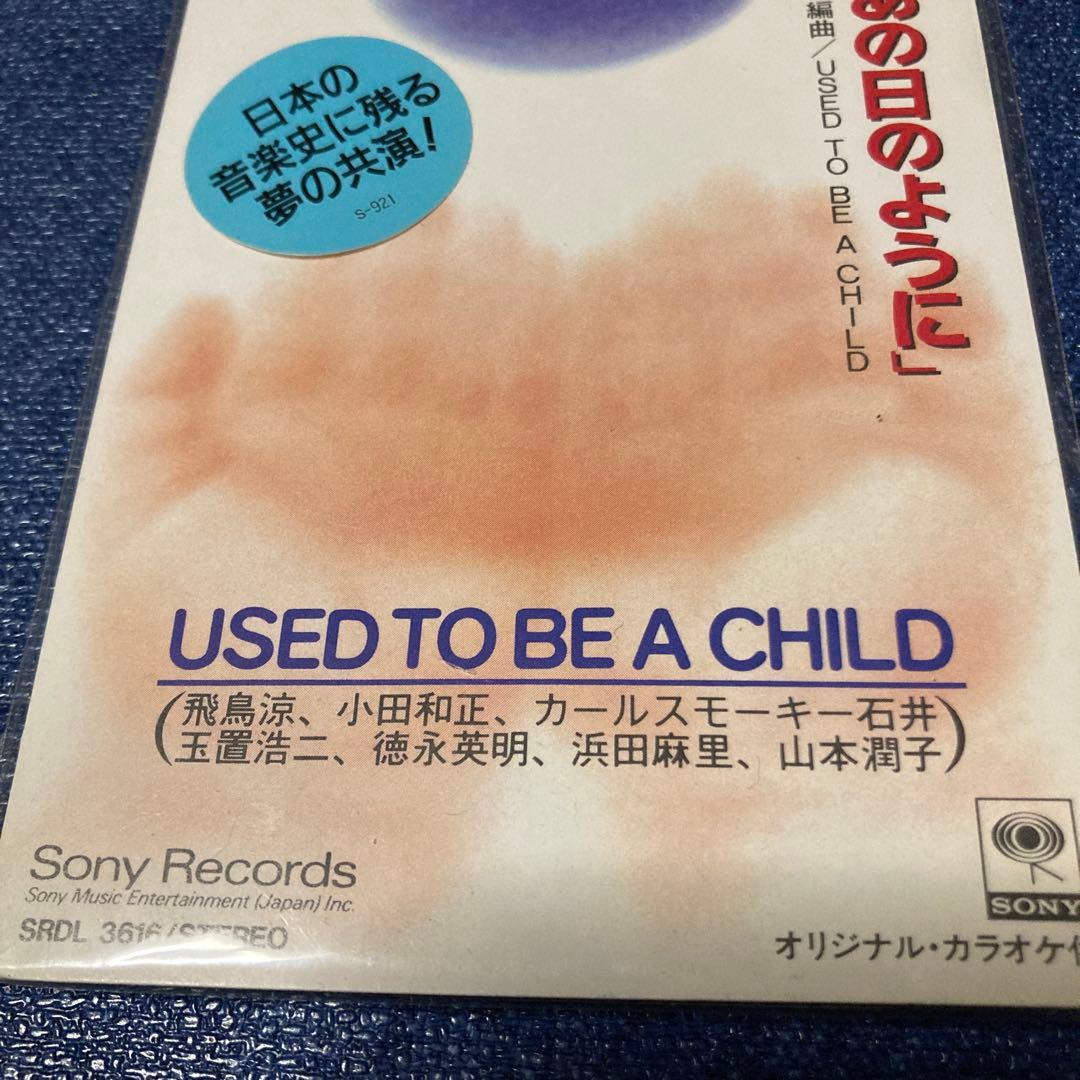 あの日のように」
編曲/USED TO BE A CHILD
日本の
音楽史に残る
夢の共演!
S-921
USED TO BE A CHILD
(飛鳥涼、小田和正、カールスモーキー石井
玉置浩二、徳永英明、浜田麻里、山本潤子)
Sony Records
Sony Music Entertainment (Japan) Inc.
SRDL 3616/STEREO
SONY
オリジナル・カラオケ